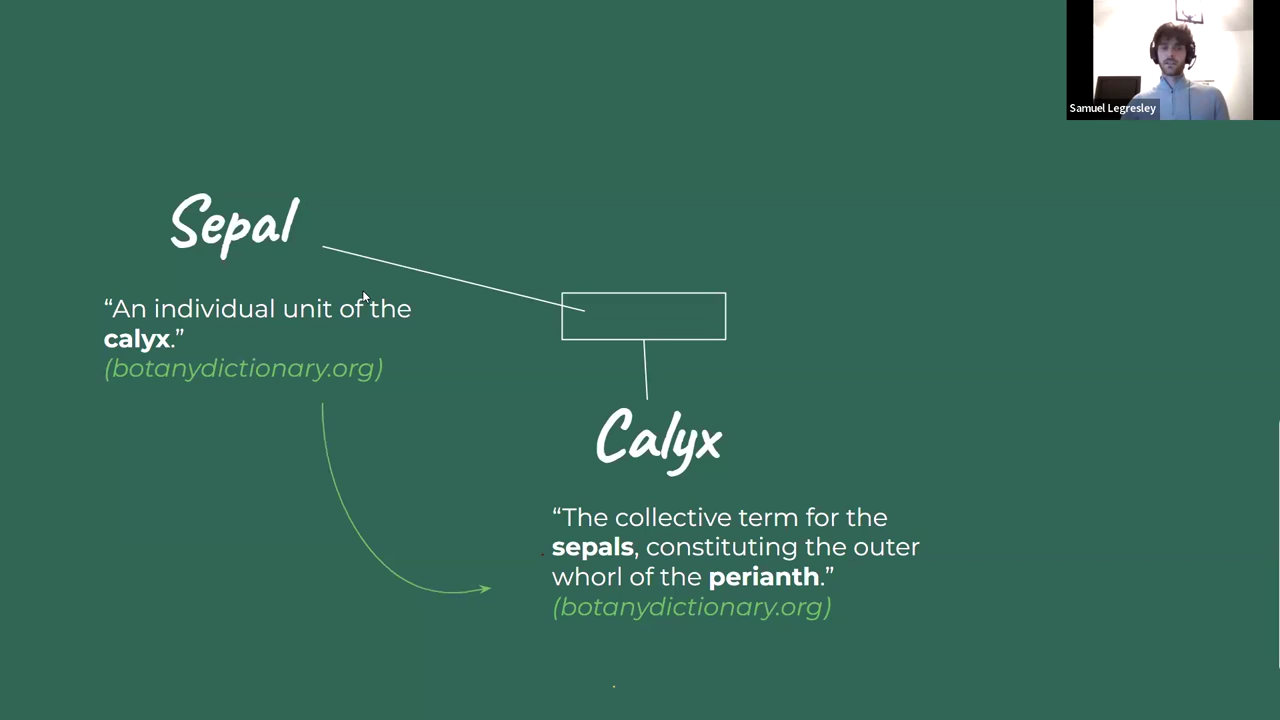 Samuel Legresley
Sepal
“An individual unit of the
calyx.”
(botanydictionary.org)
Calyx
“The collective term for the
sepals, constituting the outer
whorl of the perianth.”
(botanydictionary.org)